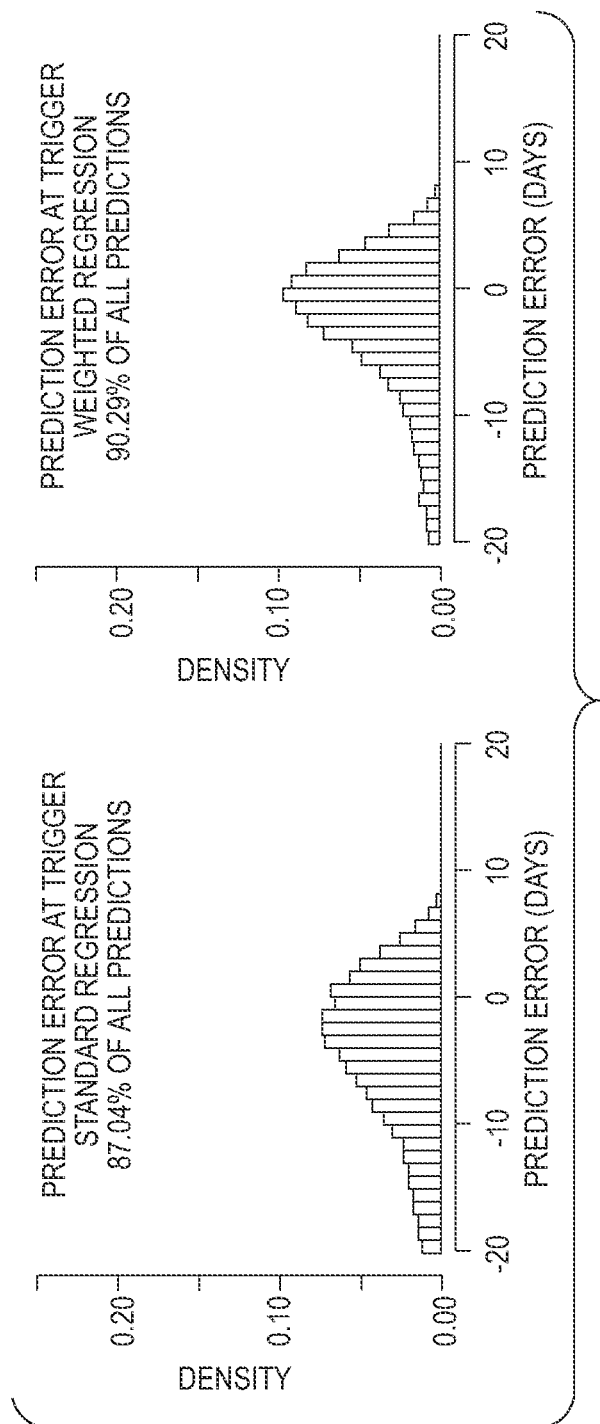 PREDICTION ERROR AT TRIGGER
STANDARD REGRESSION
87.04% OF ALL PREDICTIONS
DENSITY
0.20
0.10
0.00
-20
-10
0
10
20
PREDICTION ERROR (DAYS)
PREDICTION ERROR AT TRIGGER
WEIGHTED REGRESSION
90.29% OF ALL PREDICTIONS
DENSITY
0.20
0.10
0.00
-20
-10
0
10
20
PREDICTION ERROR (DAYS)